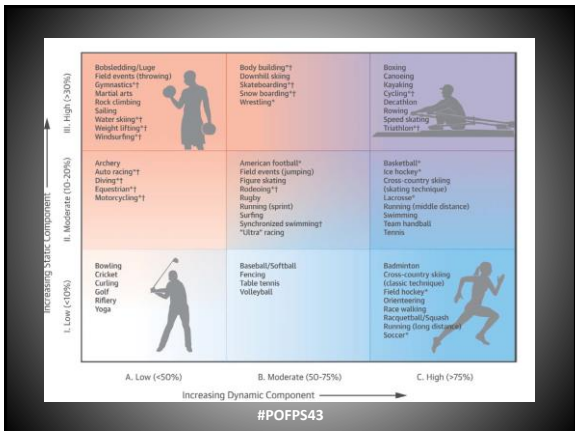 Increasing Static Component
III. High (>30%)
Bobsledding/Luge
Field events (throwing)
Gymnastics*†
Martial arts
Rock climbing
Sailing
Water skiing*†
Weight lifting*†
Windsurfing*†
Body building*†
Downhill skiing
Skateboarding*†
Snow boarding*†
Wrestling*
Boxing
Canoeing
Kayaking
Cycling*†
Decathlon
Rowing
Speed skating
Triathlon*†
II. Moderate (10-20%)
Archery
Auto racing*†
Diving*†
Equestrian*†
Motorcycling*†
American football*
Field events (jumping)
Figure skating
Rodeoing*†
Rugby
Running (sprint)
Surfing
Synchronized swimming†
"Ultra" racing
Basketball*
Ice hockey*
Cross-country skiing
(skating technique)
Lacrosse*
Running (middle distance)
Swimming
Team handball
Tennis
I. Low (<10%)
Bowling
Cricket
Curling
Golf
Riflery
Yoga
Baseball/Softball
Fencing
Table tennis
Volleyball
Badminton
Cross-country skiing
(classic technique)
Field hockey*
Orienteering
Race walking
Racquetball/Squash
Running (long distance)
Soccer*
A. Low (<50%)
B. Moderate (50-75%)
C. High (>75%)
Increasing Dynamic Component
#POFPS43